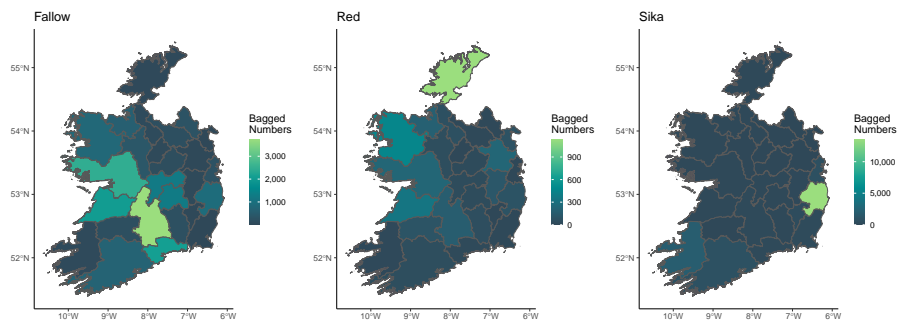 Fallow
55°N
54°N
53°N
52°N
10°W 9°W 8°W 7°W 6°W
Bagged
Numbers
3,000
2,000
1,000
Red
55°N
54°N
53°N
52°N
10°W 9°W 8°W 7°W 6°W
Bagged
Numbers
900
600
300
0
Sika
55°N
54°N
53°N
52°N
10°W 9°W 8°W 7°W 6°W
Bagged
Numbers
10,000
5,000
0